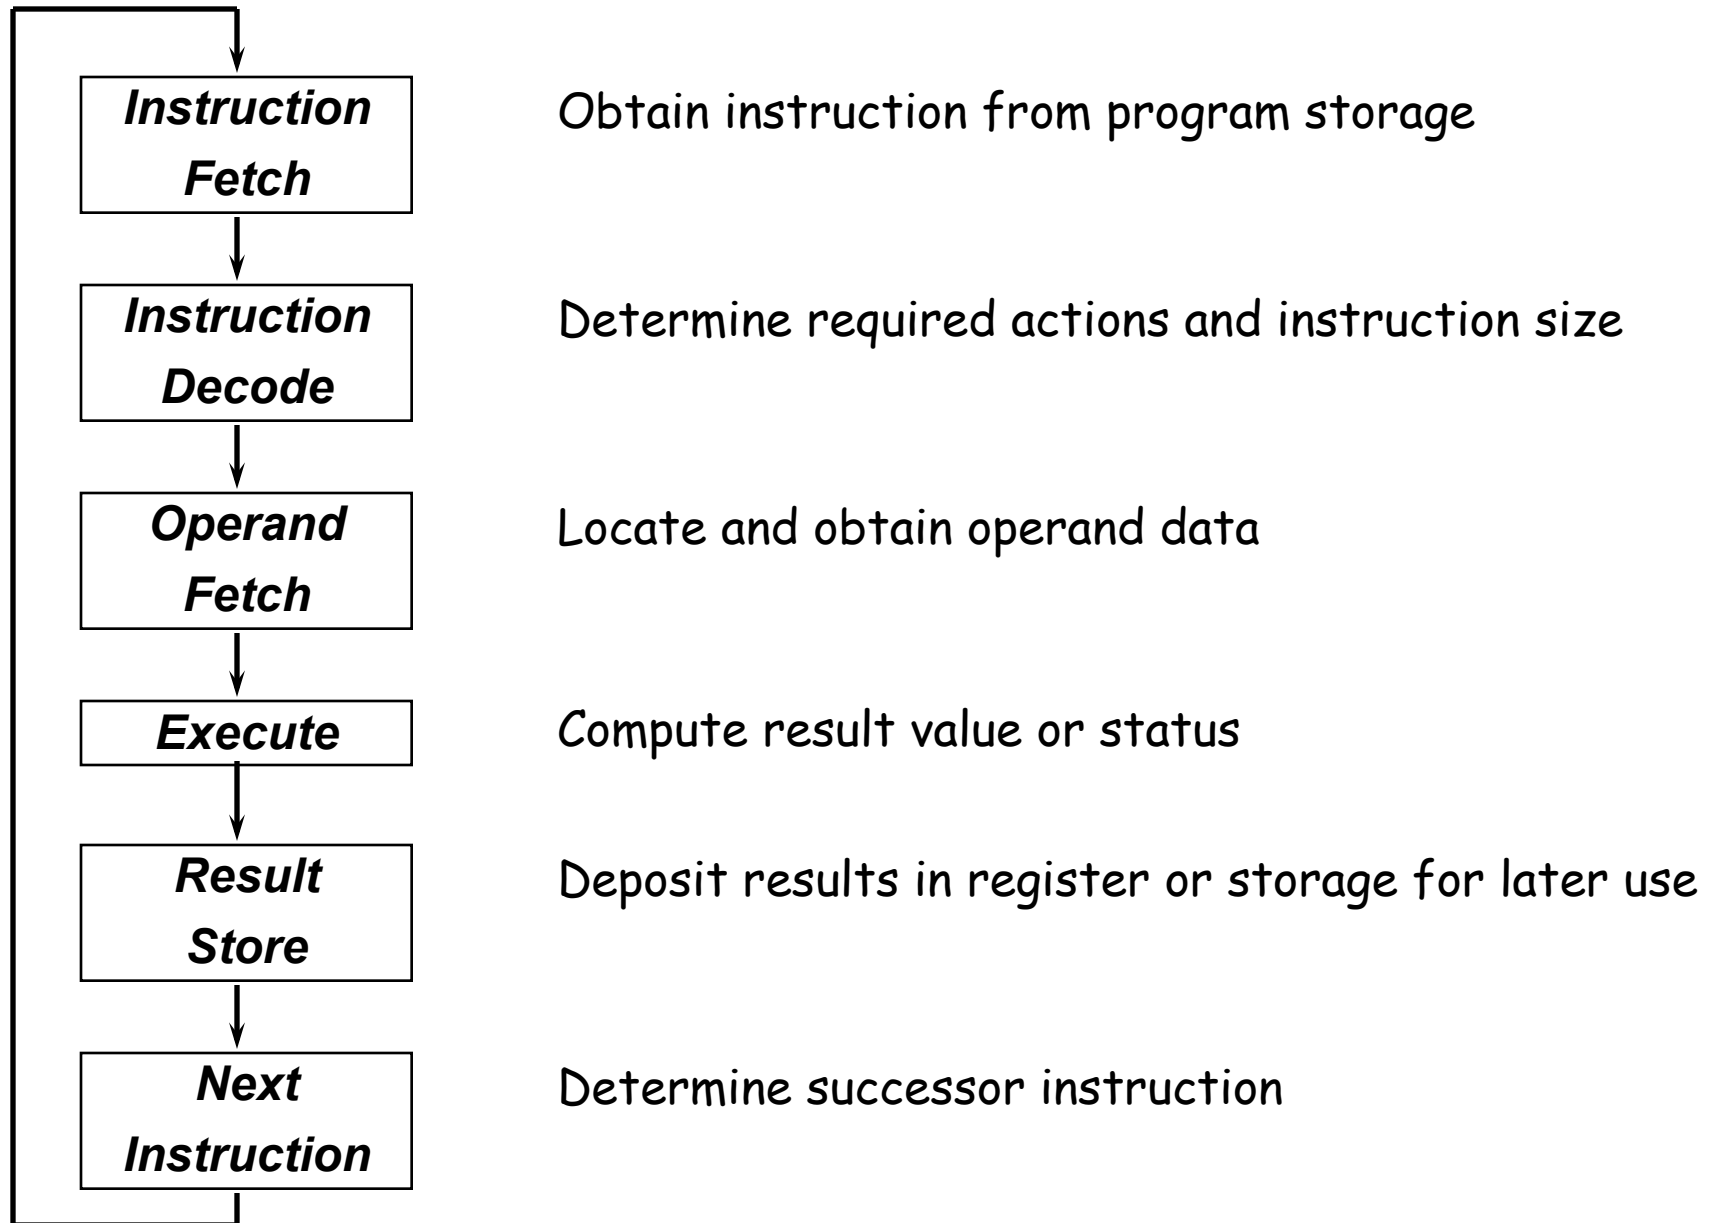 Instruction
Fetch
Obtain instruction from program storage
Instruction
Decode
Determine required actions and instruction size
Operand
Fetch
Locate and obtain operand data
Execute
Compute result value or status
Result
Store
Deposit results in register or storage for later use
Next
Instruction
Determine successor instruction